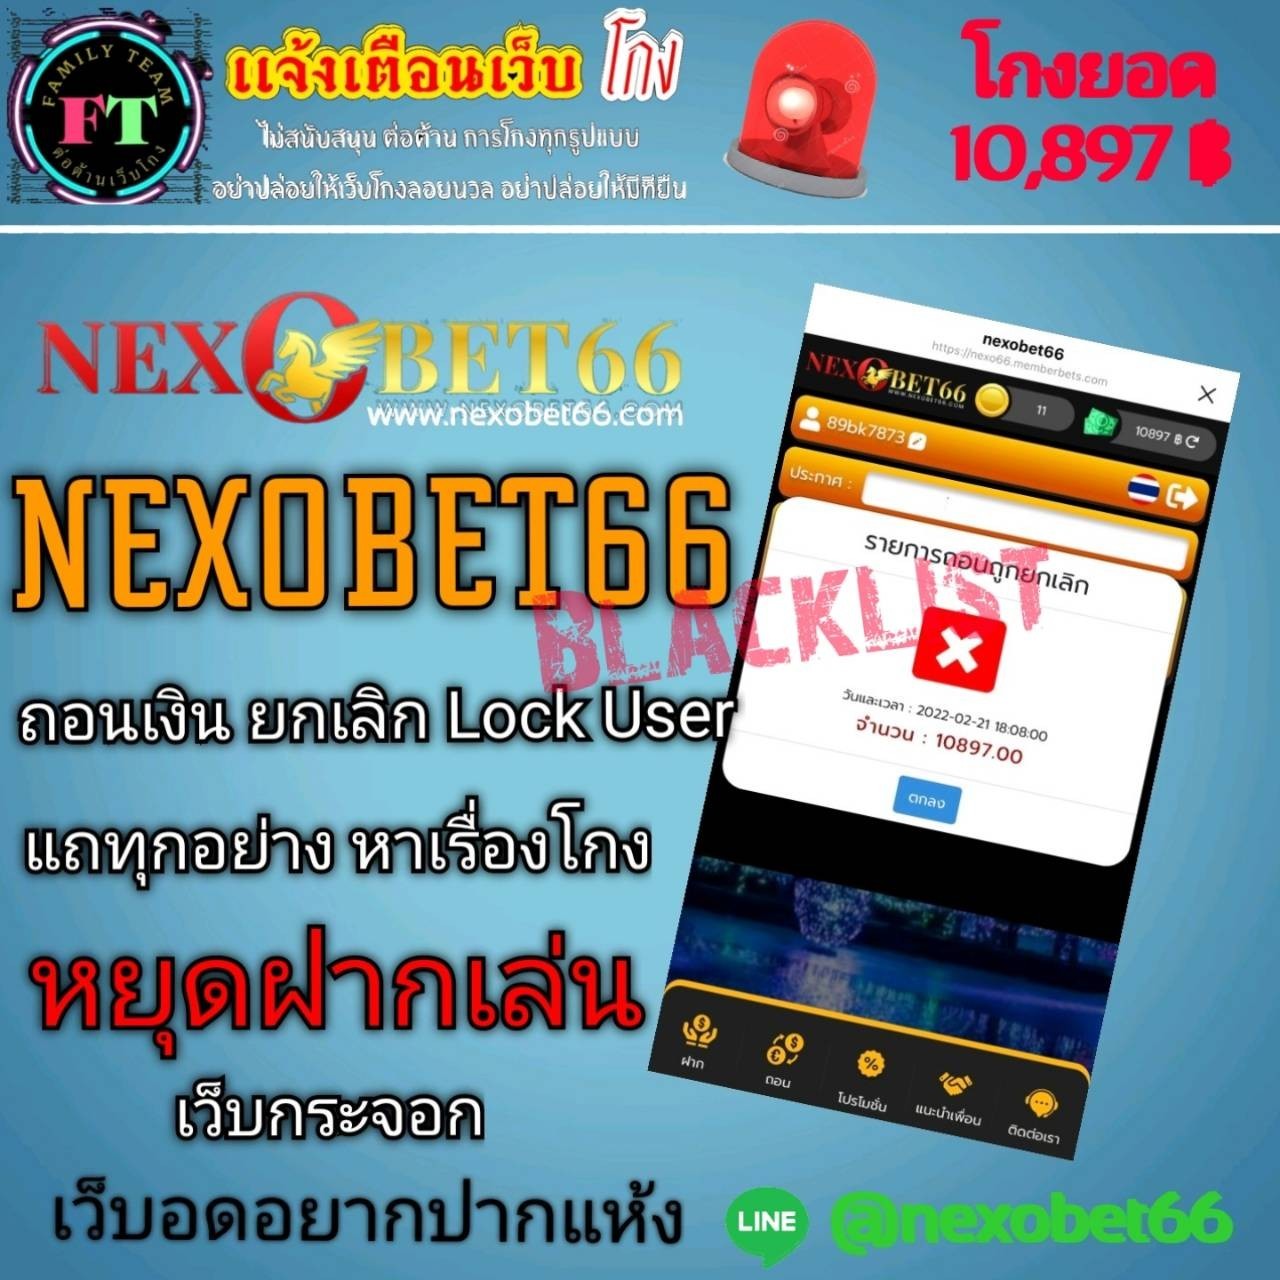 FAMILY TEAM
FT
ต่อต้านเว็บโกง
แจ้งเตือนเว็บ โกง
ไม่สนับสนุน ต่อต้าน การโกงทุกรูปแบบ
อย่าปล่อยให้เว็บโกงลอยนวล อย่าปล่อยให้มีที่ยืน
โกงยอด
10,897 ฿
NEXOBET66
www.nexobet66.com
NEXOBET66
ถอนเงิน ยกเลิก Lock User
แถทุกอย่าง หาเรื่องโกง
หยุดฝากเล่น
เว็บกระจอก
เว็บอดอยากปากแห้ง
BLACKLIST
nexobet66
https://nexo66.memberbets.com
NEXOBET66
WWW.NEXOBET66.COM
11
10897 ฿
89bk7873
ประกาศ :
รายการถอนถูกยกเลิก
วันและเวลา : 2022-02-21 18:08:00
จำนวน : 10897.00
ตกลง
ฝาก
ถอน
โปรโมชั่น
แนะนำเพื่อน
ติดต่อเรา
LINE @nexobet66